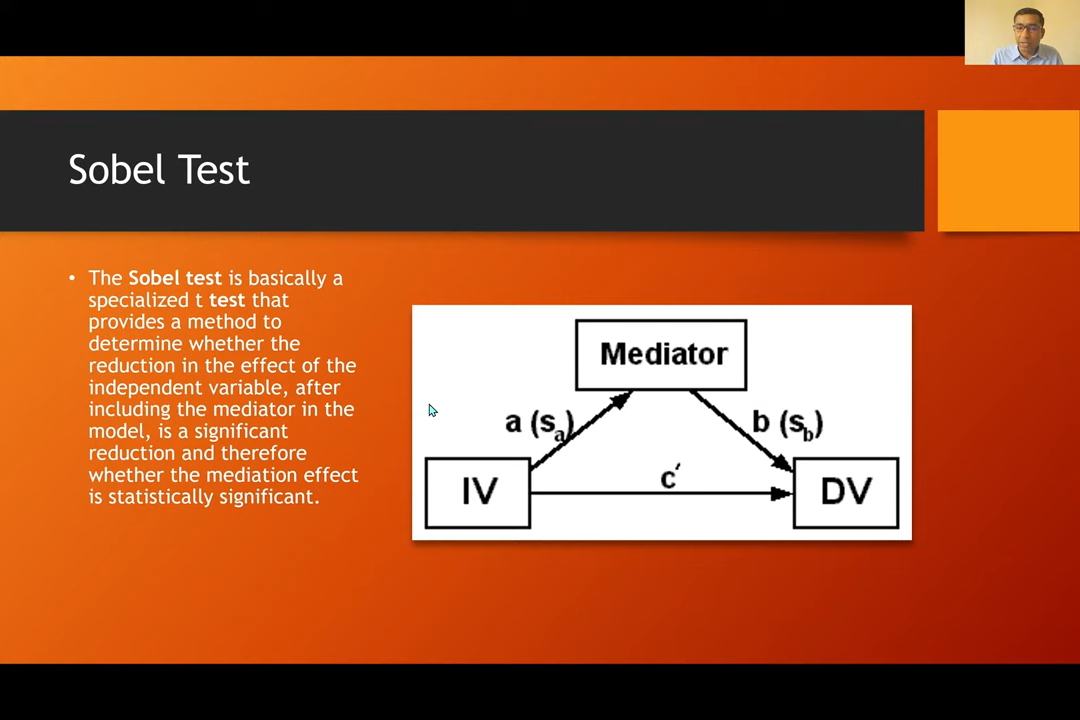 Sobel Test
• The Sobel test is basically a
specialized t test that
provides a method to
determine whether the
reduction in the effect of the
independent variable, after
including the mediator in the
model, is a significant
reduction and therefore
whether the mediation effect
is statistically significant.
Mediator
a (sa)
b (sb)
c′
IV
DV